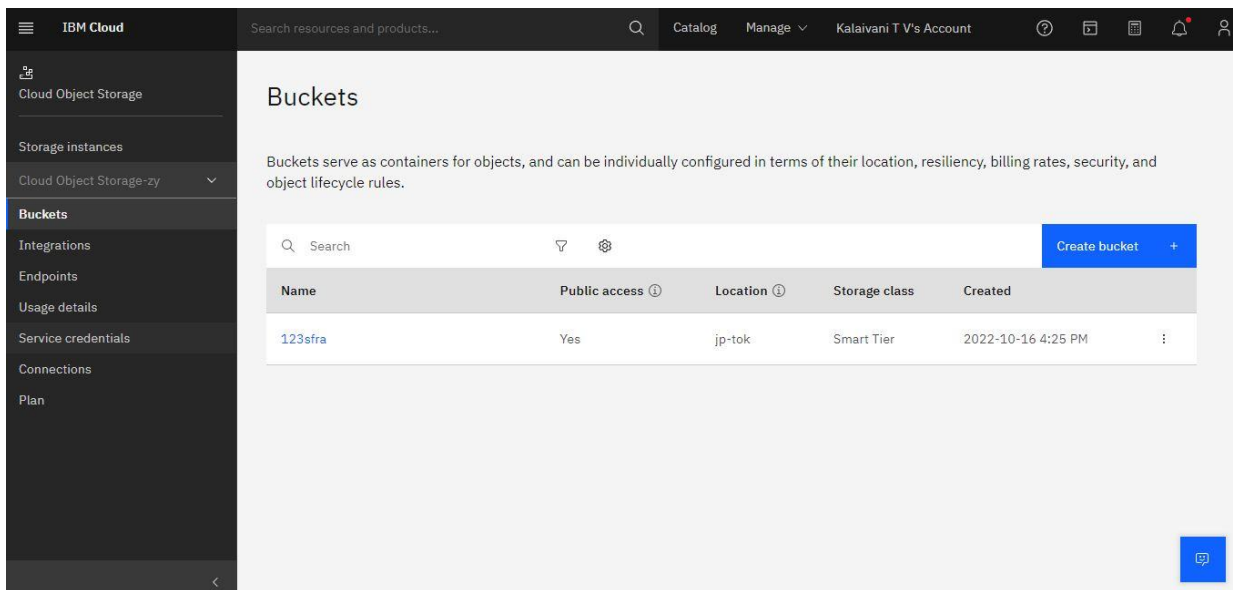 IBM Cloud
Search resources and products...
Catalog
Manage
Kalaivani T V's Account
Cloud Object Storage
Storage instances
Cloud Object Storage-zy
Buckets
Integrations
Endpoints
Usage details
Service credentials
Connections
Plan
Buckets
Buckets serve as containers for objects, and can be individually configured in terms of their location, resiliency, billing rates, security, and
object lifecycle rules.
Search
Create bucket +
Name Public access Location Storage class Created
123sfra Yes jp-tok Smart Tier 2022-10-16 4:25 PM